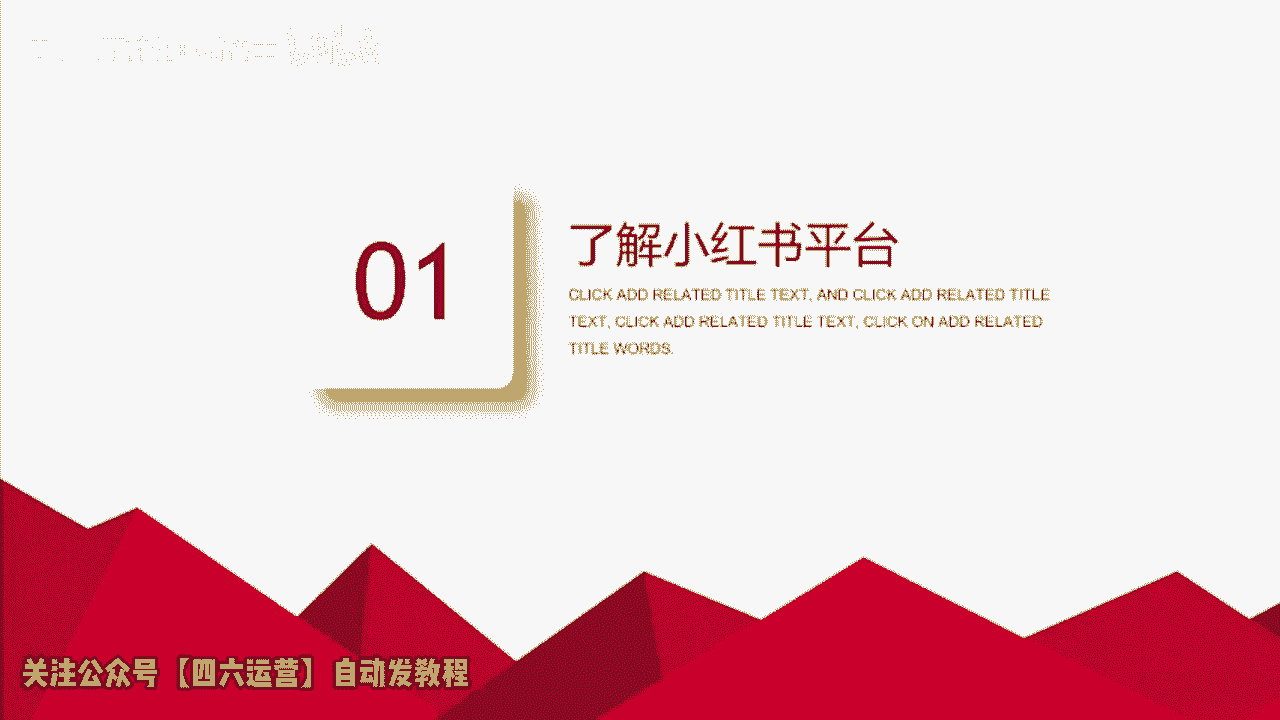 01
了解小红书平台
CLICK ADD RELATED TITLE TEXT, AND CLICK ADD RELATED TITLE
TEXT, CLICK ADD RELATED TITLE TEXT, CLICK ON ADD RELATED
TITLE WORDS.
关注公众号【四六运营】自动发教程